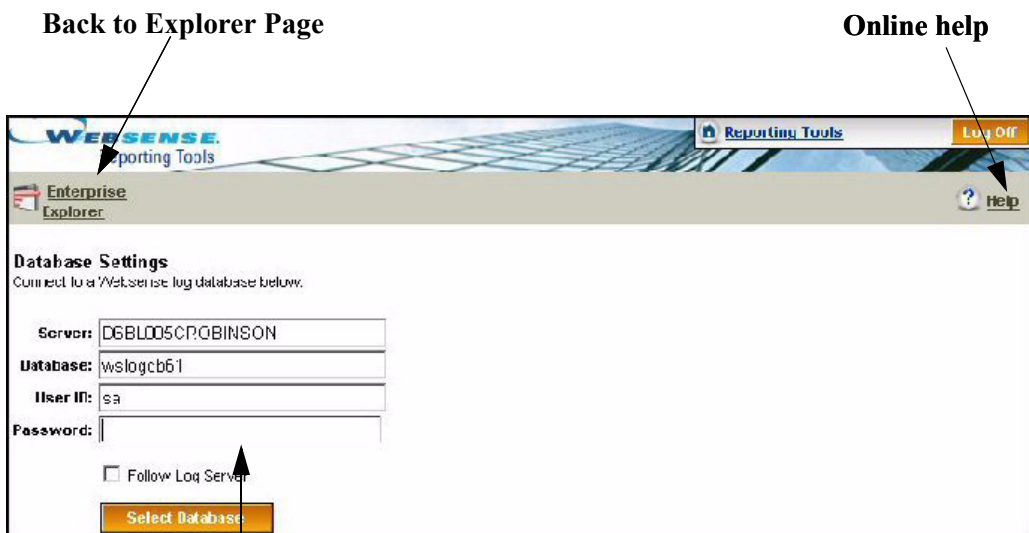 Back to Explorer Page
Online help
WEBSENSE.
Reporting Tools
Reporting Tools
Log Off
Enterprise
Explorer
Help
Database Settings
Connect to a Websense log database below.
Server:
Database: wslogcb61
User ID: sa
Password:
Follow Log Server
Select Database